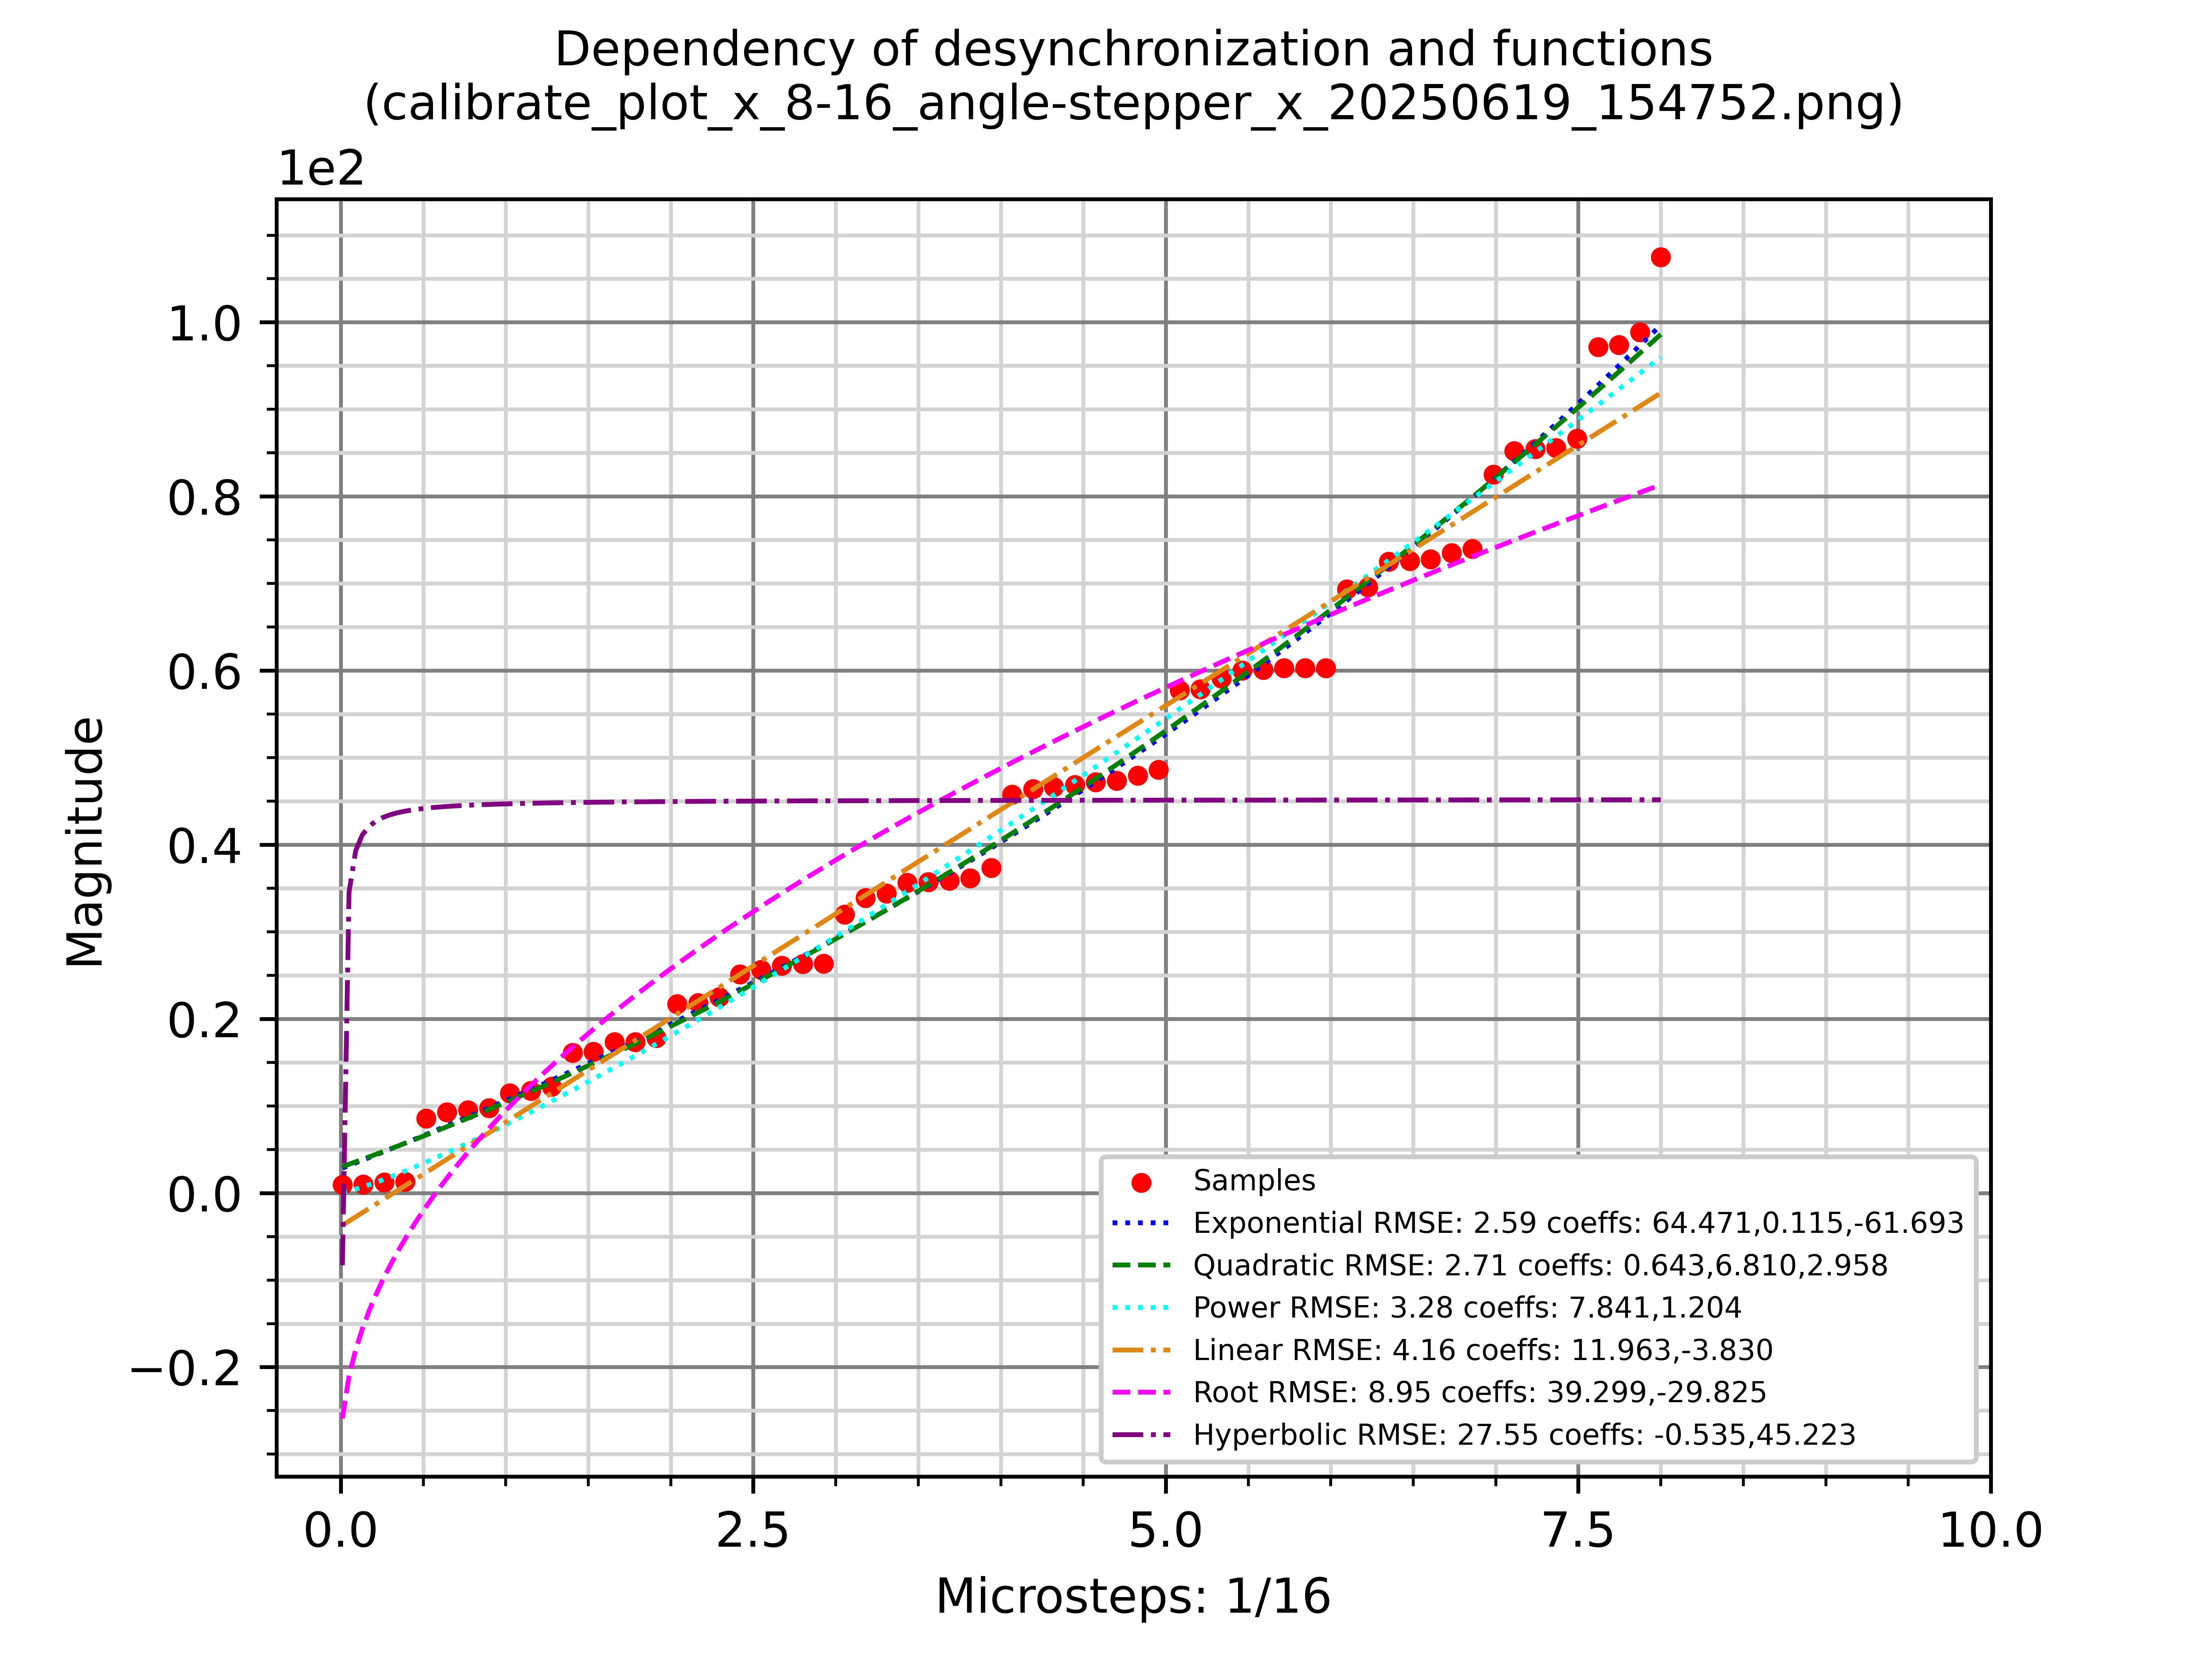 Dependency of desynchronization and functions
(calibrate_plot_x_8-16_angle-stepper_x_20250619_154752.png)
1e2
1.0
0.8
0.6
0.4
0.2
0.0
−0.2
Magnitude
Samples
Exponential RMSE: 2.59 coeffs: 64.471,0.115,-61.693
Quadratic RMSE: 2.71 coeffs: 0.643,6.810,2.958
Power RMSE: 3.28 coeffs: 7.841,1.204
Linear RMSE: 4.16 coeffs: 11.963,-3.830
Root RMSE: 8.95 coeffs: 39.299,-29.825
Hyperbolic RMSE: 27.55 coeffs: -0.535,45.223
0.0 2.5 5.0 7.5 10.0
Microsteps: 1/16